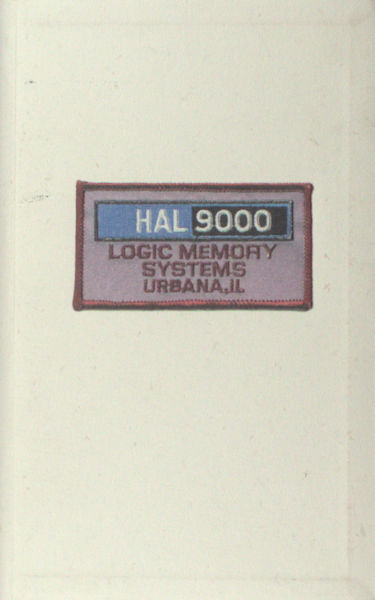 HAL 9000
LOGIC MEMORY
SYSTEMS
URBANA, IL